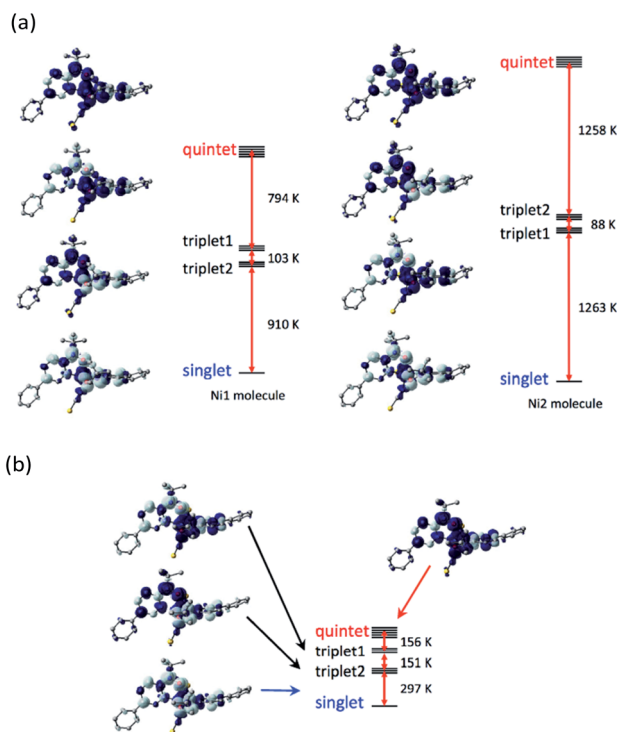 (a)
quintet
794 K
triplet1
103 K
triplet2
910 K
singlet
Ni1 molecule
quintet
1258 K
triplet2
88 K
triplet1
1263 K
singlet
Ni2 molecule
(b)
quintet
156 K
triplet1
151 K
triplet2
297 K
singlet